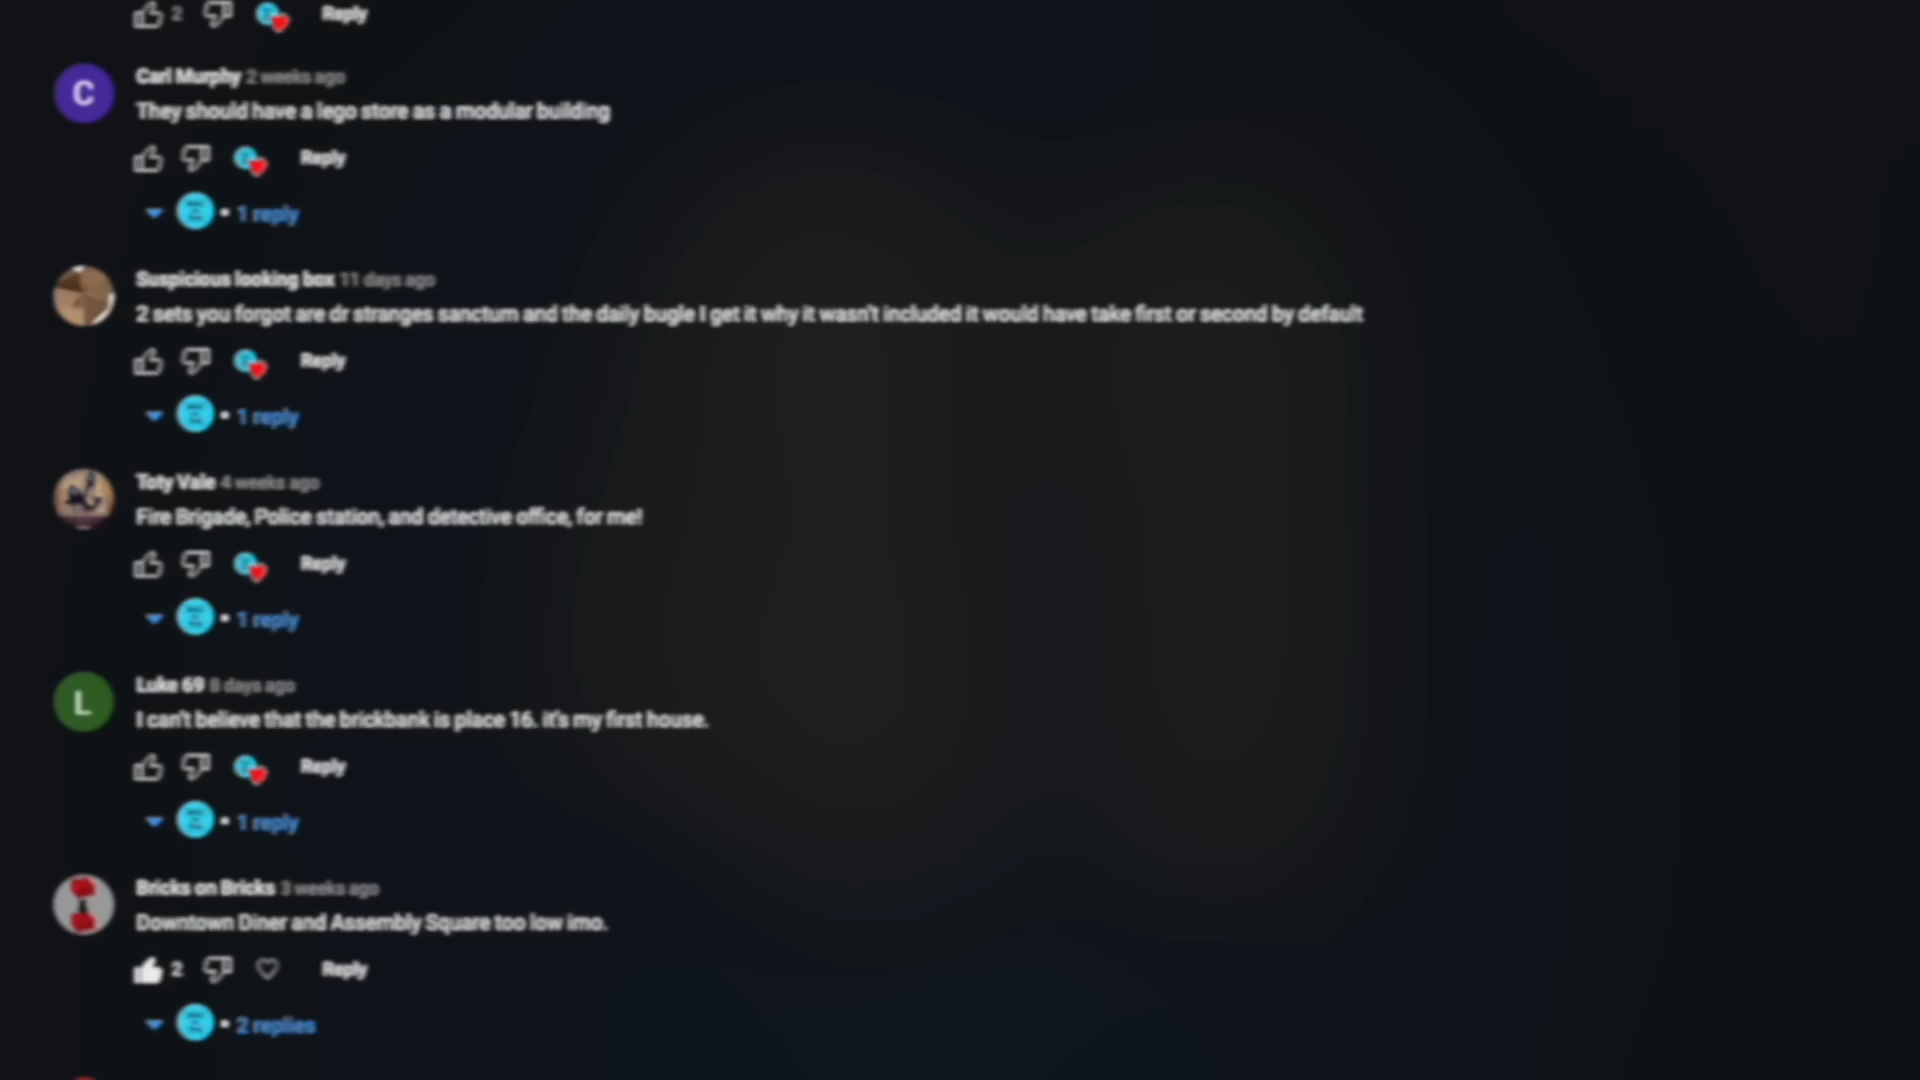 2 Reply
C
Carl Murphy 2 weeks ago
They should have a lego store as a modular building
Reply
1 reply
Suspicious looking box 11 days ago
2 sets you forgot are dr stranges sanctum and the daily bugle I get it why it wasn't included it would have take first or second by default
Reply
1 reply
Toty Vale 4 weeks ago
Fire Brigade, Police station, and detective office, for me!
Reply
1 reply
L
Luke 69 8 days ago
I can't believe that the brickbank is place 16. it's my first house.
Reply
1 reply
Bricks on Bricks 3 weeks ago
Downtown Diner and Assembly Square too low imo.
2 Reply
2 replies